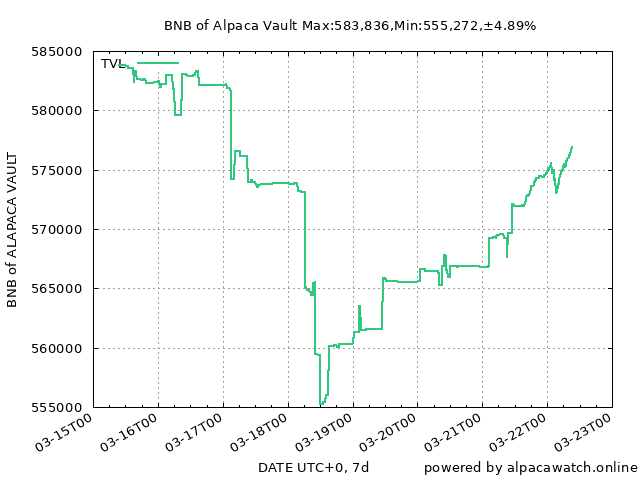 BNB of Alpaca Vault Max:583,836,Min:555,272,±4.89%
TVL
BNB of ALAPACA VAULT
585000
580000
575000
570000
565000
560000
555000
03-15T00
03-16T00
03-17T00
03-18T00
03-19T00
03-20T00
03-21T00
03-22T00
03-23T00
DATE UTC+0, 7d
powered by alpacawatch.online